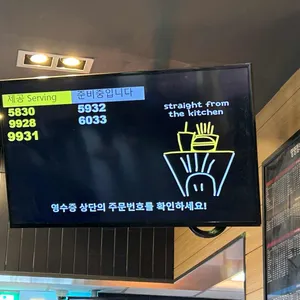 제공 Serving
준비중입니다
5830
5932
9928
6033
9931
straight from
the kitchen
영수증 상단의 주문번호를 확인하세요!